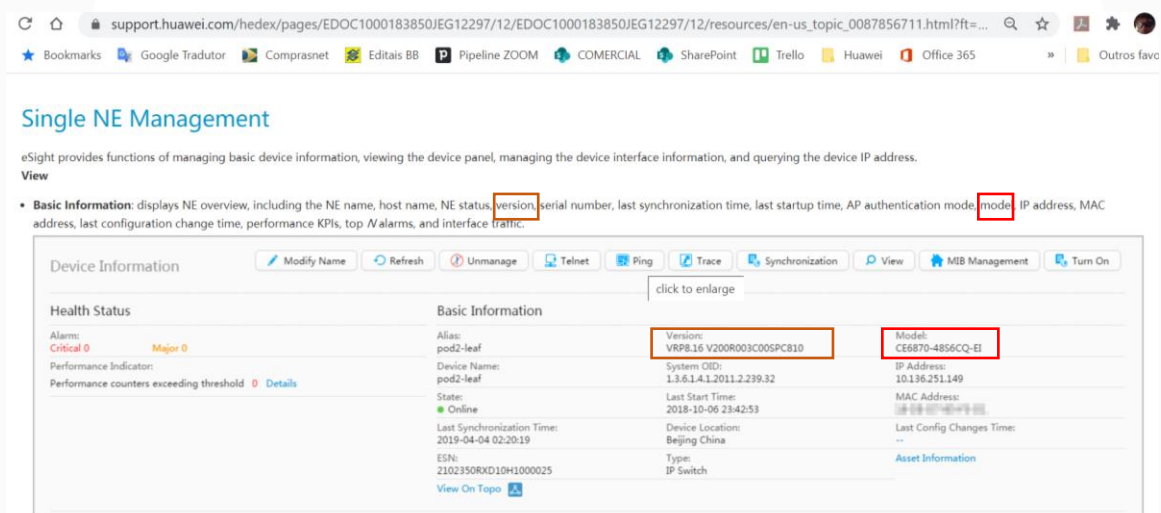 support.huawei.com/hedex/pages/EDOC1000183850JEG12297/12/EDOC1000183850JEG12297/12/resources/en-us_topic_0087856711.html?ft=...
Bookmarks Google Tradutor Comprasnet Editais BB Pipeline ZOOM COMERCIAL SharePoint Trello Huawei Office 365 » Outros favo
Single NE Management
eSight provides functions of managing basic device information, viewing the device panel, managing the device interface information, and querying the device IP address.
View
• Basic Information: displays NE overview, including the NE name, host name, NE status, version, serial number, last synchronization time, last startup time, AP authentication mode, model, IP address, MAC
address, last configuration change time, performance KPIs, top N alarms, and interface traffic.
Device Information Modify Name Refresh Unmanage Telnet Ping Trace Synchronization View MIB Management Turn On
click to enlarge
Health Status Basic Information
Alarm: Alias: Version: Model:
Critical 0 Major 0 pod2-leaf VRP8.16 V200R003C00SPC810 CE6870-48S6CQ-EI
Performance Indicator: Device Name: System OID: IP Address:
Performance counters exceeding threshold 0 Details pod2-leaf 1.3.6.1.4.1.2011.2.239.32 10.136.251.149
State: Last Start Time: MAC Address:
Online 2018-10-06 23:42:53
Last Synchronization Time: Device Location: Last Config Changes Time:
2019-04-04 02:20:19 Beijing China --
ESN: Type: Asset Information
2102350RXD10H1000025 IP Switch
View On Topo